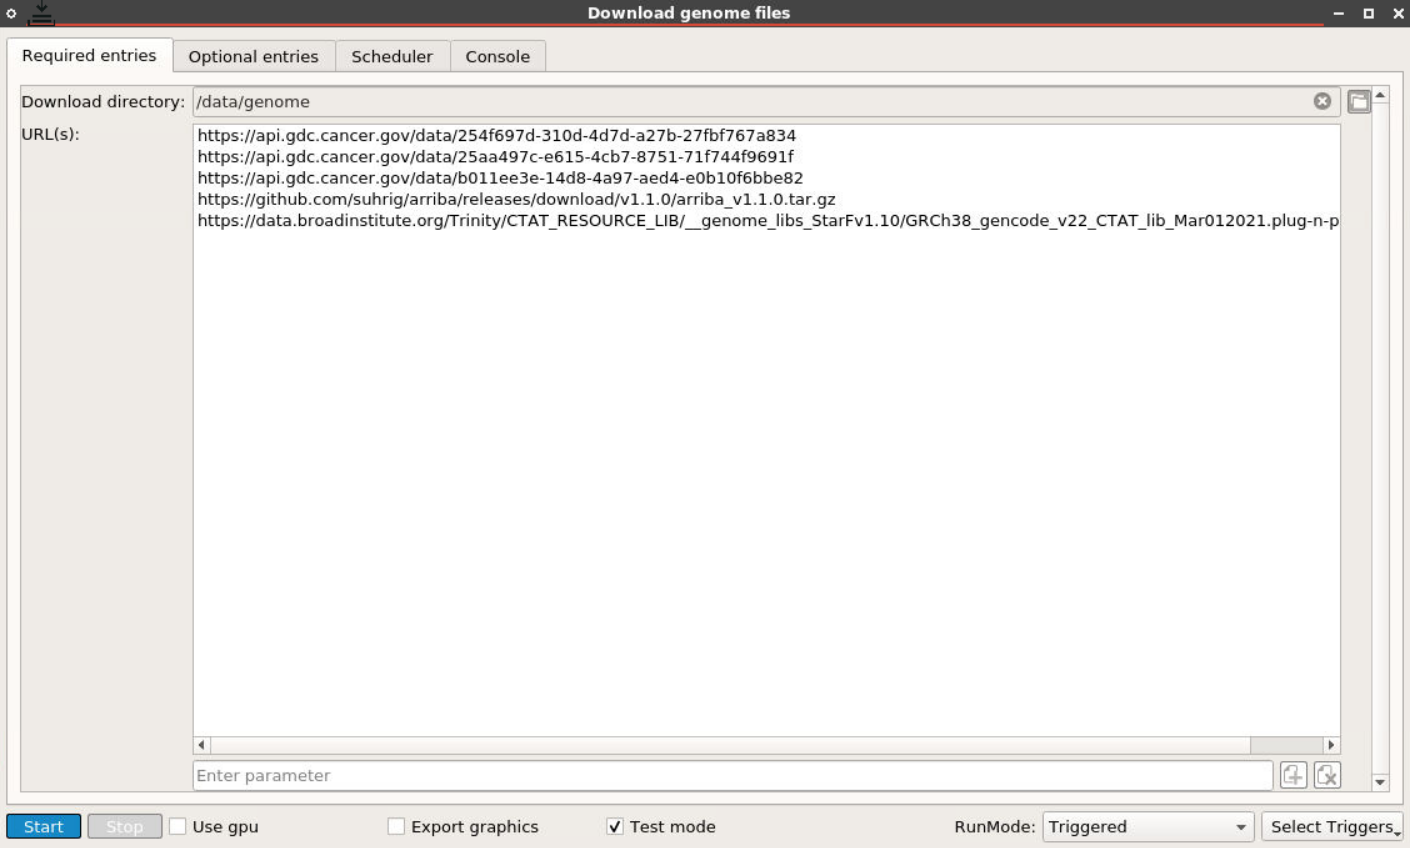 Download genome files
Required entries
Optional entries
Scheduler
Console
Download directory:
/data/genome
URL(s):
https://api.gdc.cancer.gov/data/254f697d-310d-4d7d-a27b-27fbf767a834
https://api.gdc.cancer.gov/data/25aa497c-e615-4cb7-8751-71f744f9691f
https://api.gdc.cancer.gov/data/b011ee3e-14d8-4a97-aed4-e0b10f6bbe82
https://github.com/suhrig/arriba/releases/download/v1.1.0/arriba_v1.1.0.tar.gz
https://data.broadinstitute.org/Trinity/CTAT_RESOURCE_LIB/__genome_libs_StarFv1.10/GRCh38_gencode_v22_CTAT_lib_Mar012021.plug-n-p
Enter parameter
Start
Stop
Use gpu
Export graphics
Test mode
RunMode:
Triggered
Select Triggers